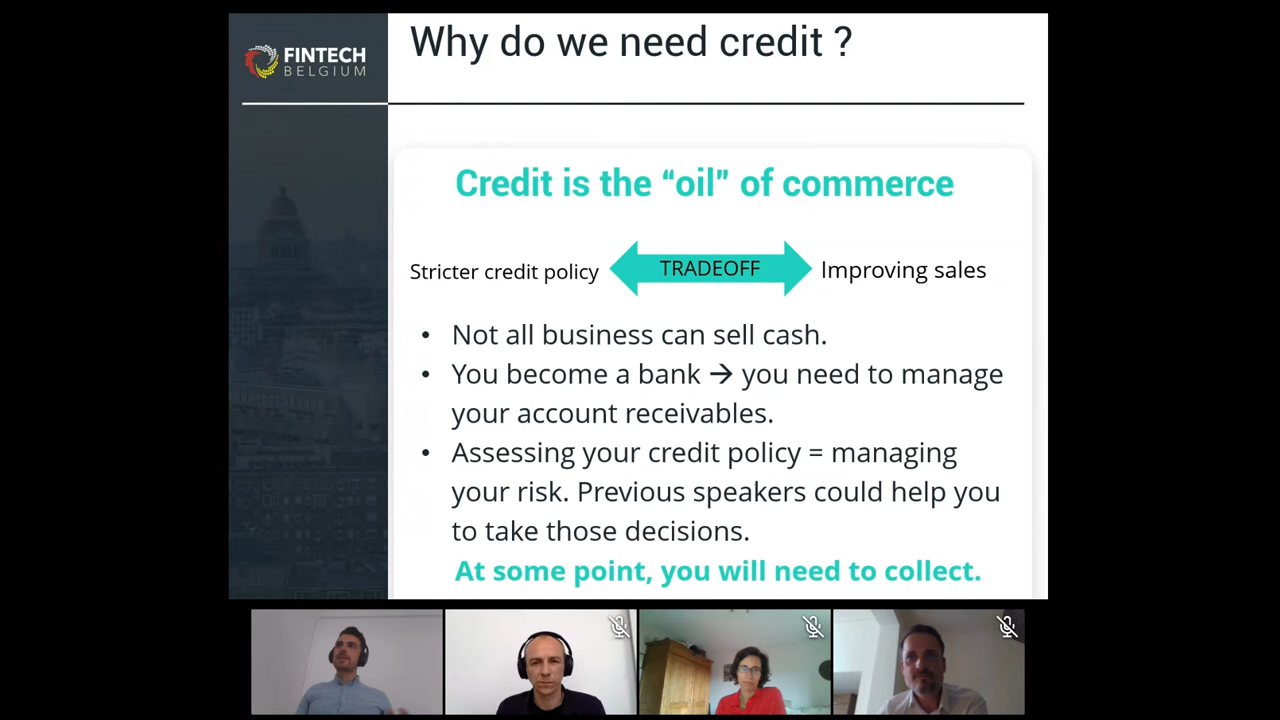 FINTECH
BELGIUM
Why do we need credit ?
Credit is the “oil” of commerce
Stricter credit policy
TRADEOFF
Improving sales
• Not all business can sell cash.
• You become a bank → you need to manage
your account receivables.
• Assessing your credit policy = managing
your risk. Previous speakers could help you
to take those decisions.
At some point, you will need to collect.